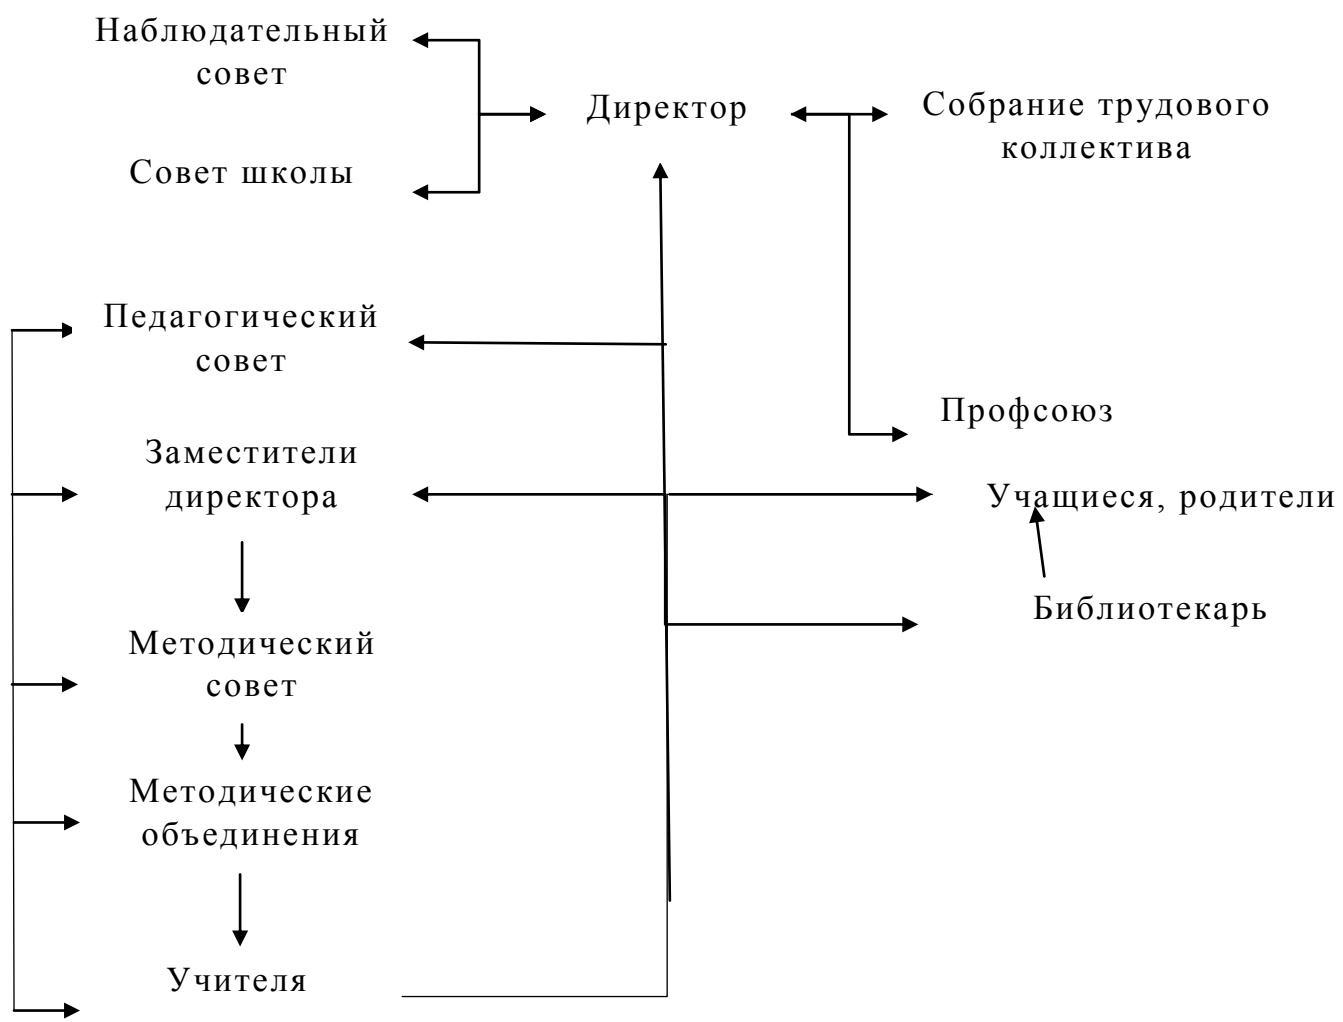 Наблюдательный
совет
Директор
Собрание трудового
коллектива
Совет школы
Педагогический
совет
Профсоюз
Заместители
директора
Учащиеся, родители
Библиотекарь
Методический
совет
Методические
объединения
Учителя